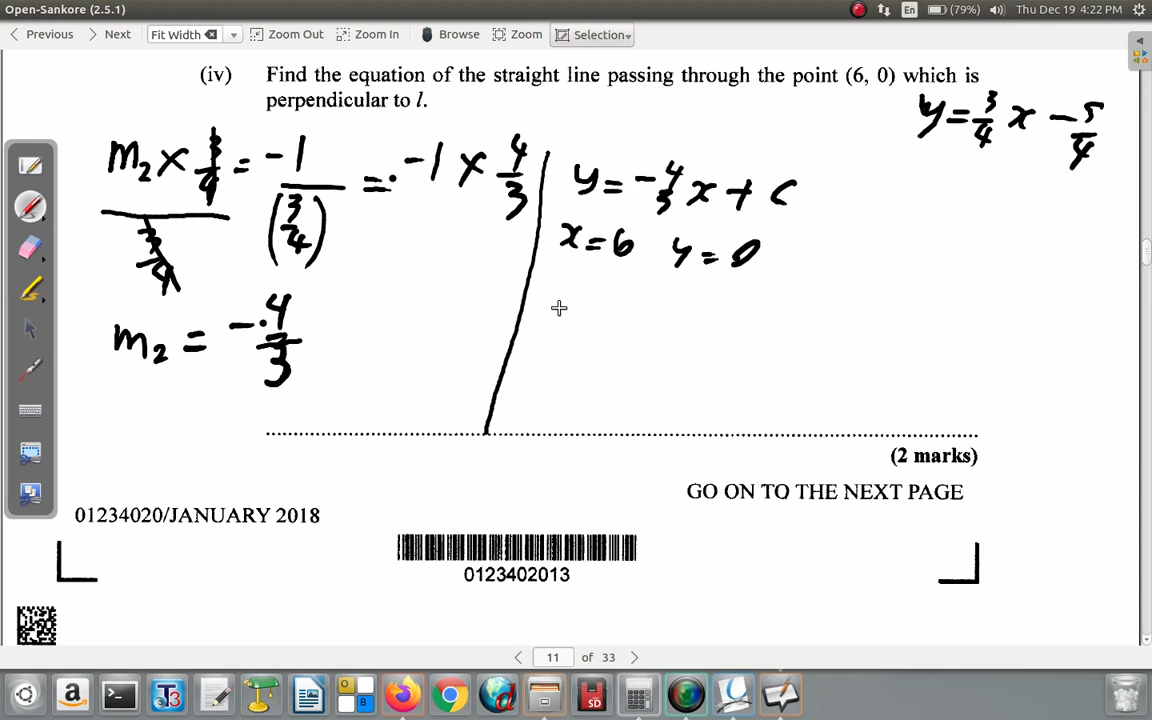 Open-Sankore (2.5.1)
En (79%) Thu Dec 19 4:22 PM
Previous Next Fit Width Zoom Out Zoom In Browse Zoom Selection
(iv) Find the equation of the straight line passing through the point (6, 0) which is
perpendicular to l.
y = 3/4 x - 5/4
m₂ × 3/4 = -1/(3/4) = -1 × 4/3
3/4
m₂ = -4/3
y = -4/3 x + c
x = 6 y = 0
(2 marks)
GO ON TO THE NEXT PAGE
01234020/JANUARY 2018
0123402013
11 of 33